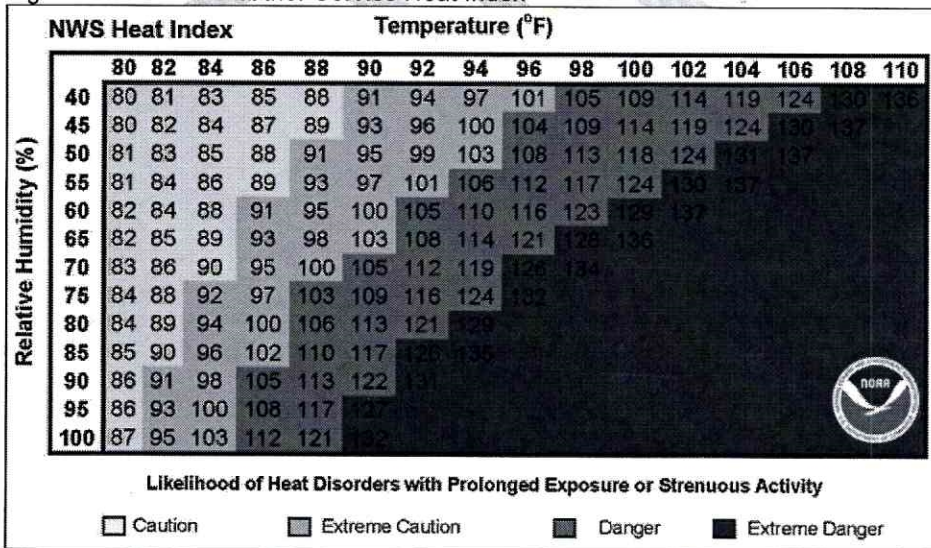 NWS Heat Index Temperature (°F)
80 82 84 86 88 90 92 94 96 98 100 102 104 106 108 110
Relative Humidity (%)
40 80 81 83 85 88 91 94 97 101 105 109 114 119 124 130 136
45 80 82 84 87 89 93 96 100 104 109 114 119 124 130 137
50 81 83 85 88 91 95 99 103 108 113 118 124 131 137
55 81 84 86 89 93 97 101 106 112 117 124 130 137
60 82 84 88 91 95 100 105 110 116 123 129 137
65 82 85 89 93 98 103 108 114 121 128 136
70 83 86 90 95 100 105 112 119 126 134
75 84 88 92 97 103 109 116 124 132
80 84 89 94 100 106 113 121 129
85 85 90 96 102 110 117 126 135
90 86 91 98 105 113 122 131
95 86 93 100 108 117 127
100 87 95 103 112 121 132
NOAA
Likelihood of Heat Disorders with Prolonged Exposure or Strenuous Activity
Caution Extreme Caution Danger Extreme Danger